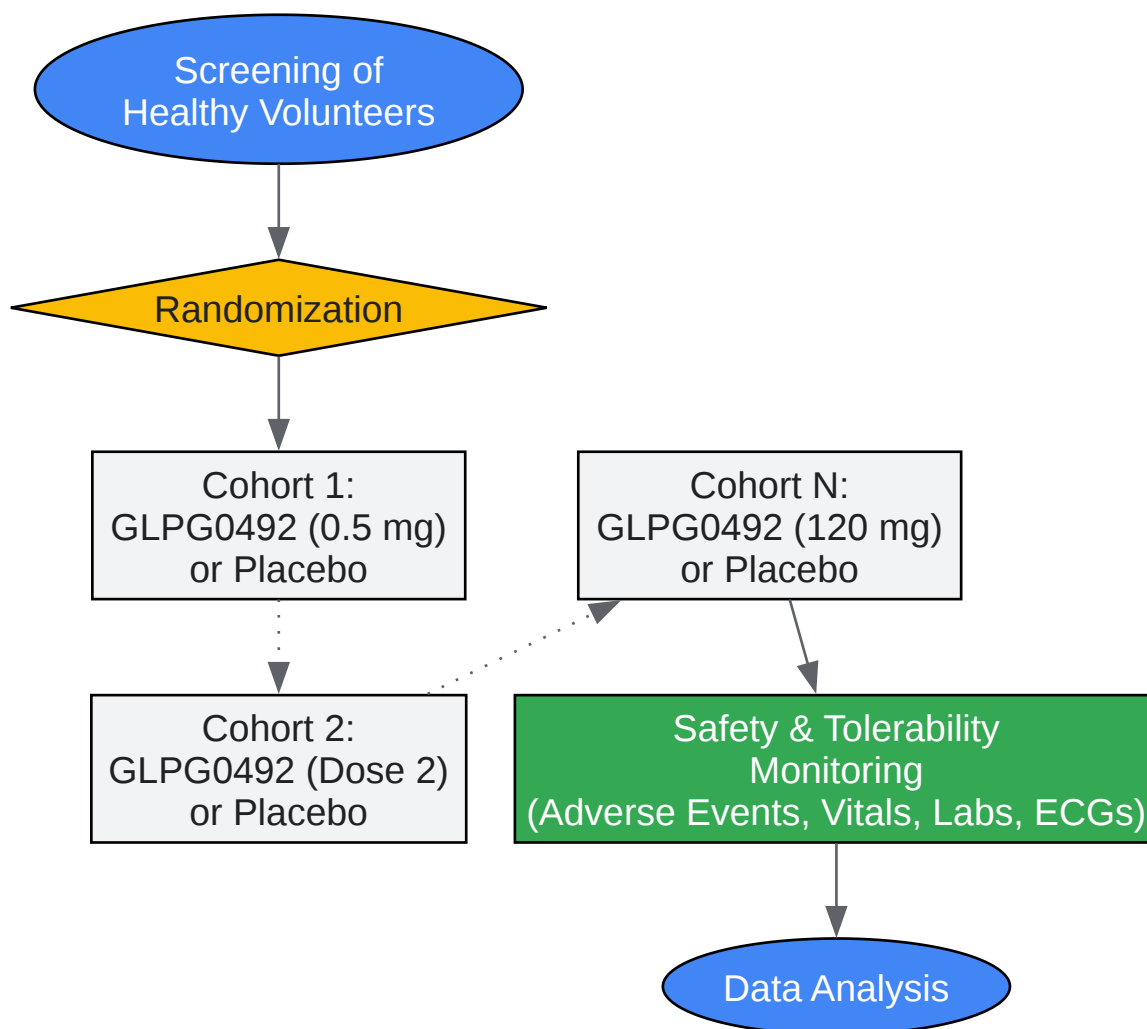 Screening of
Healthy Volunteers
Randomization
Cohort 1:
GLPG0492 (0.5 mg)
or Placebo
Cohort N:
GLPG0492 (120 mg)
or Placebo
Cohort 2:
GLPG0492 (Dose 2)
or Placebo
Safety & Tolerability
Monitoring
(Adverse Events, Vitals, Labs, ECGs)
Data Analysis